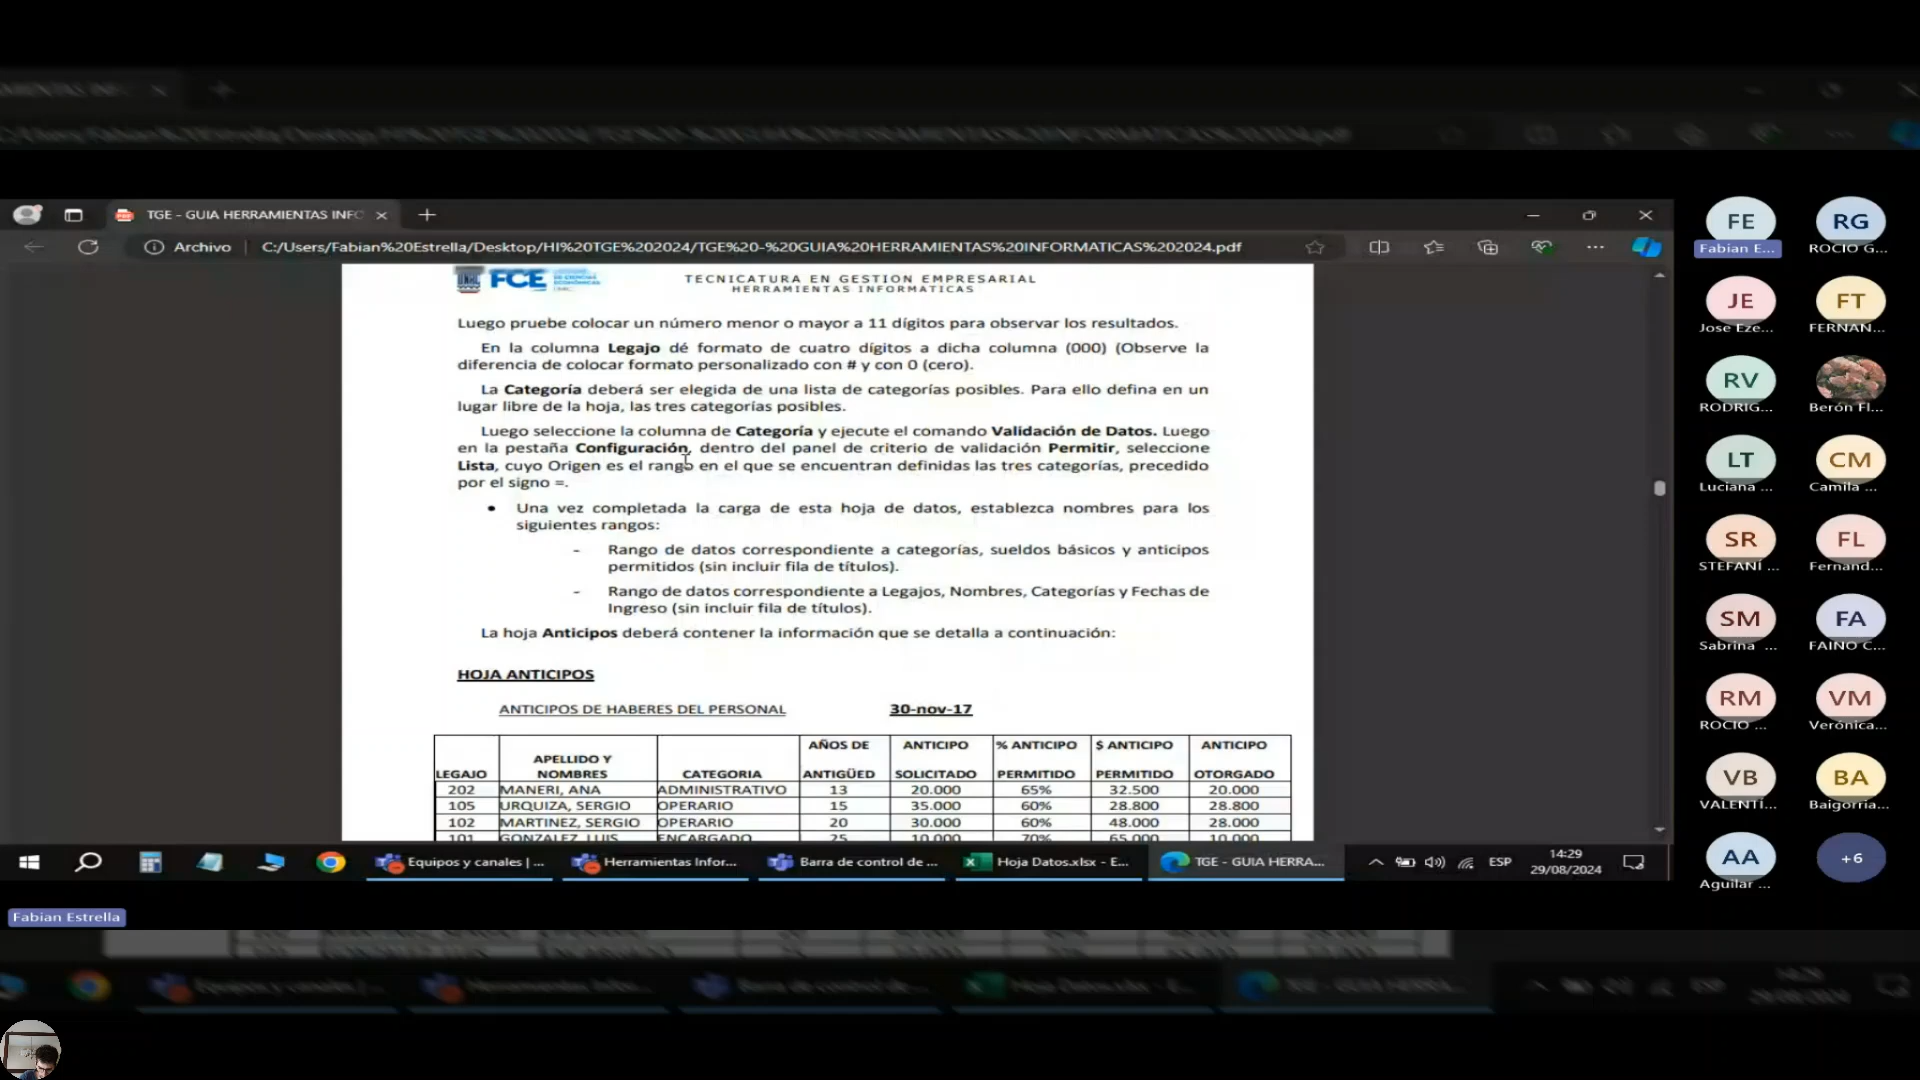 TGE - GUIA HERRAMIENTAS INFO
Archivo
C:/Users/Fabian%20Estrella/Desktop/HI%20TGE%202024/TGE%20-%20GUIA%20HERRAMIENTAS%20INFORMATICAS%202024.pdf
FCE
TECNICATURA EN GESTION EMPRESARIAL
HERRAMIENTAS INFORMATICAS
Luego pruebe colocar un número menor o mayor a 11 dígitos para observar los resultados.
En la columna Legajo dé formato de cuatro dígitos a dicha columna (000) (Observe la
diferencia de colocar formato personalizado con # y con 0 (cero).
La Categoría deberá ser elegida de una lista de categorías posibles. Para ello defina en un
lugar libre de la hoja, las tres categorías posibles.
Luego seleccione la columna de Categoría y ejecute el comando Validación de Datos. Luego
en la pestaña Configuración, dentro del panel de criterio de validación Permitir, seleccione
Lista, cuyo Origen es el rango en el que se encuentran definidas las tres categorías, precedido
por el signo =.
• Una vez completada la carga de esta hoja de datos, establezca nombres para los
siguientes rangos:
- Rango de datos correspondiente a categorías, sueldos básicos y anticipos
permitidos (sin incluir fila de títulos).
- Rango de datos correspondiente a Legajos, Nombres, Categorías y Fechas de
Ingreso (sin incluir fila de títulos).
La hoja Anticipos deberá contener la información que se detalla a continuación:
HOJA ANTICIPOS
ANTICIPOS DE HABERES DEL PERSONAL 30-nov-17
LEGAJO APELLIDO Y NOMBRES CATEGORIA AÑOS DE ANTIGÜED ANTICIPO SOLICITADO % ANTICIPO PERMITIDO $ ANTICIPO PERMITIDO ANTICIPO OTORGADO
202 MANERI, ANA ADMINISTRATIVO 13 20.000 65% 32.500 20.000
105 URQUIZA, SERGIO OPERARIO 15 35.000 60% 28.800 28.800
102 MARTINEZ, SERGIO OPERARIO 20 30.000 60% 48.000 28.000
101 GONZALEZ, LUIS ENCARGADO 25 10.000 70% 65.000 10.000
Equipos y canales | ...
Herramientas Infor...
Barra de control de ...
Hoja Datos.xlsx - E...
TGE - GUIA HERRA...
ESP
14:29
29/08/2024
Fabian Estrella
FE
Fabian E...
RG
ROCIO G...
JE
Jose Eze...
FT
FERNAN...
RV
RODRIG...
Berón Fl...
LT
Luciana ...
CM
Camila ...
SR
STEFANÍ ...
FL
Fernand...
SM
Sabrina ...
FA
FAINO C...
RM
ROCIO ...
VM
Verónica...
VB
VALENTÍ...
BA
Baigorria...
AA
Aguilar ...
+6